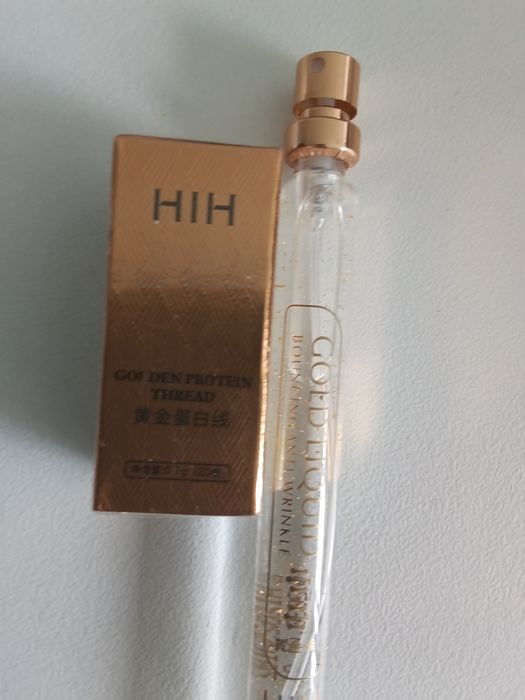 HIH
GOLDEN PROTEIN
THREAD
黄金蛋白线
GOLD LIQUID
BOUNCING ANTI WRINKLE